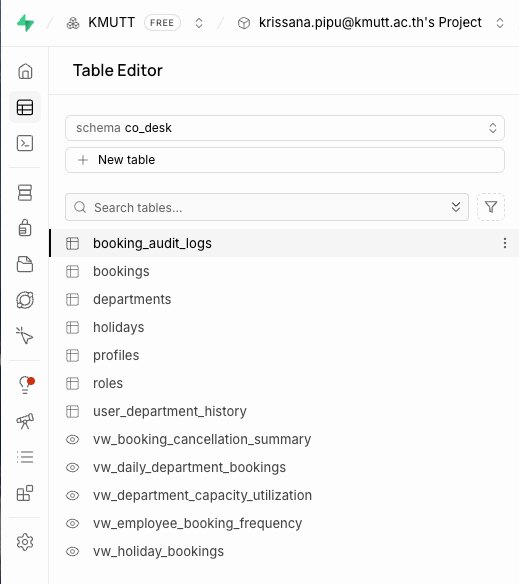 KMUTT FREE krissana.pipu@kmutt.ac.th's Project
Table Editor
schema co_desk
New table
Search tables...
booking_audit_logs
bookings
departments
holidays
profiles
roles
user_department_history
vw_booking_cancellation_summary
vw_daily_department_bookings
vw_department_capacity_utilization
vw_employee_booking_frequency
vw_holiday_bookings